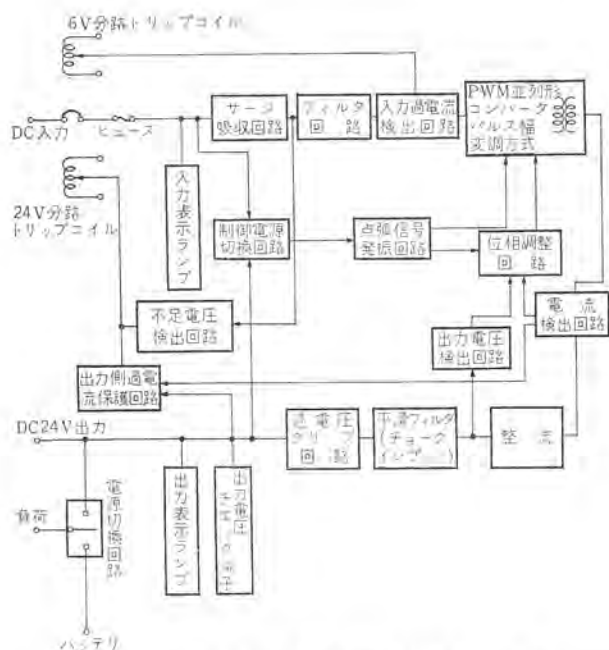 6V分路トリップコイル
DC入力
ヒューズ
サージ
吸収回路
フィルタ
回路
入力過電流
検出回路
PWM並列形
コンバータ
パルス幅
変調方式
24V分路
トリップコイル
入力表示ランプ
制御電源
切換回路
点弧信号
発振回路
位相調整
回路
不足電圧
検出回路
出力電圧
検出回路
電流
検出回路
出力側過電
流保護回路
DC24V出力
過電圧
クリップ
回路
平滑フィルタ
(チョーク
インプット)
整流
負荷
電源切換回路
出力表示ランプ
出力電圧
チェック端子
バッテリ